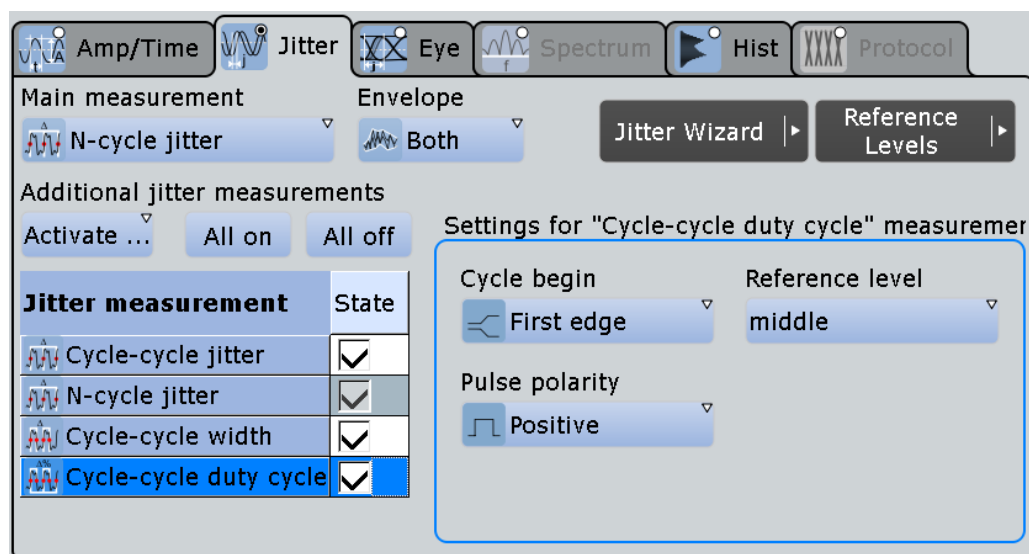 Amp/Time
Jitter
Eye
Spectrum
Hist
Protocol
Main measurement
Envelope
N-cycle jitter
Both
Jitter Wizard
Reference
Levels
Additional jitter measurements
Activate ...
All on
All off
Settings for "Cycle-cycle duty cycle" measuremer
Jitter measurement
State
Cycle-cycle jitter
N-cycle jitter
Cycle-cycle width
Cycle-cycle duty cycle
Cycle begin
Reference level
First edge
middle
Pulse polarity
Positive